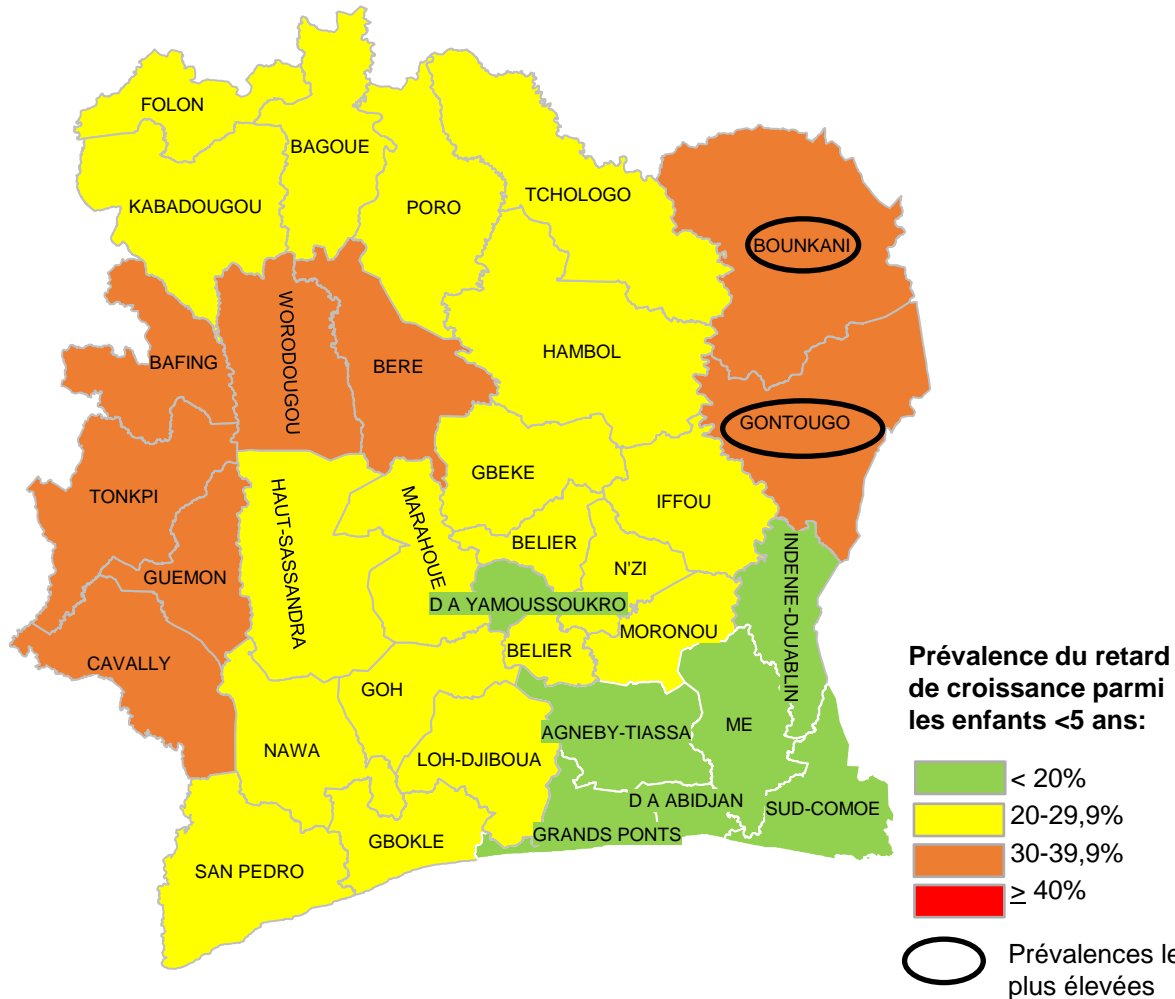 FOLON
BAGOUE
KABADOUGOU
PORO
TCHOLOGO
BOUNKANI
WORODOUGOU
BAFING
BERE
HAMBOL
GONTOUGO
TONKPI
HAUT-SASSANDRA
MARAHOUE
GBEKE
IFFOU
BELIER
N'ZI
INDENIE-DJUABLIN
GUEMON
D A YAMOUSSOUKRO
MORONOU
BELIER
CAVALLY
GOH
NAWA
LOH-DJIBOUA
AGNEBY-TIASSA
ME
D A ABIDJAN
SUD-COMOE
GRANDS PONTS
GBOKLE
SAN PEDRO
Prévalence du retard
de croissance parmi
les enfants <5 ans:
< 20%
20-29,9%
30-39,9%
≥ 40%
Prévalences le
plus élevées